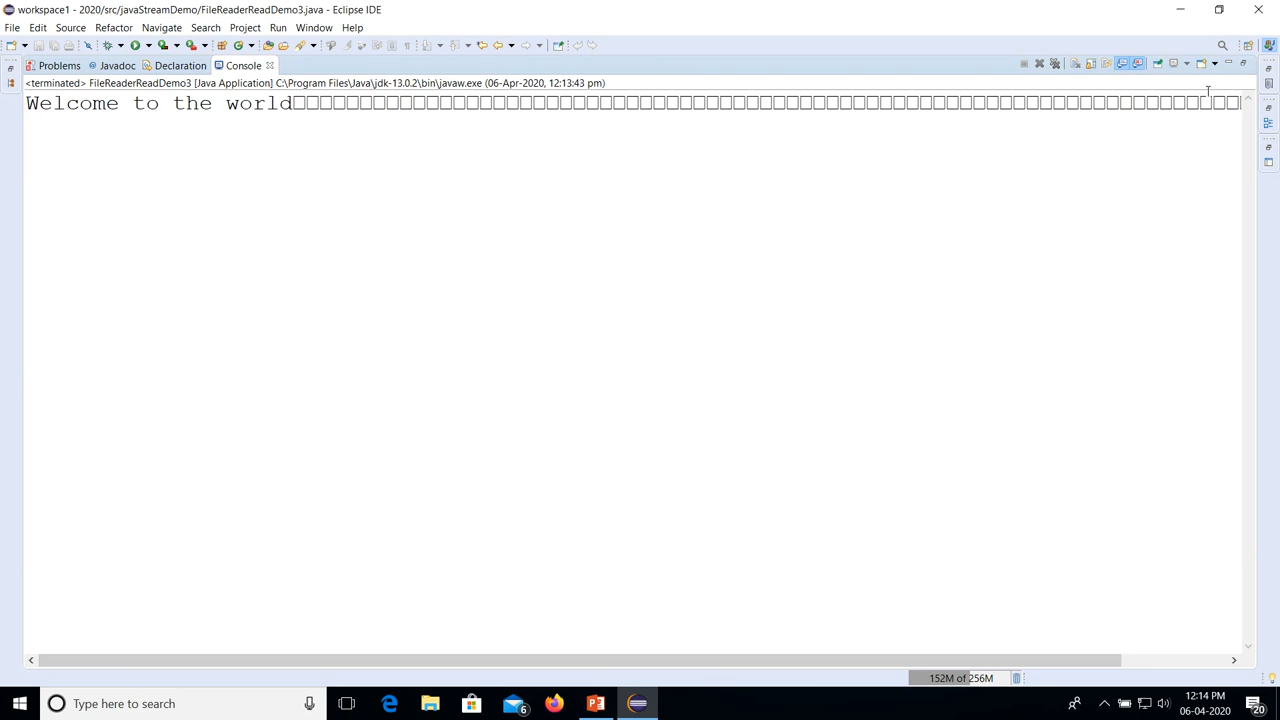 workspace1 - 2020/src/javaStreamDemo/FileReaderReadDemo3.java - Eclipse IDE
File Edit Source Refactor Navigate Search Project Run Window Help
Problems Javadoc Declaration Console
<terminated> FileReaderReadDemo3 [Java Application] C:\Program Files\Java\jdk-13.0.2\bin\javaw.exe (06-Apr-2020, 12:13:43 pm)
Welcome to the world□□□□□□□□□□□□□□□□□□□□□□□□□□□□□□□□□□□□□□□□□□□□□□□□□□□□□□□□□□□□□□□□□□□□□□□
152M of 256M
Type here to search
6
12:14 PM
06-04-2020
20